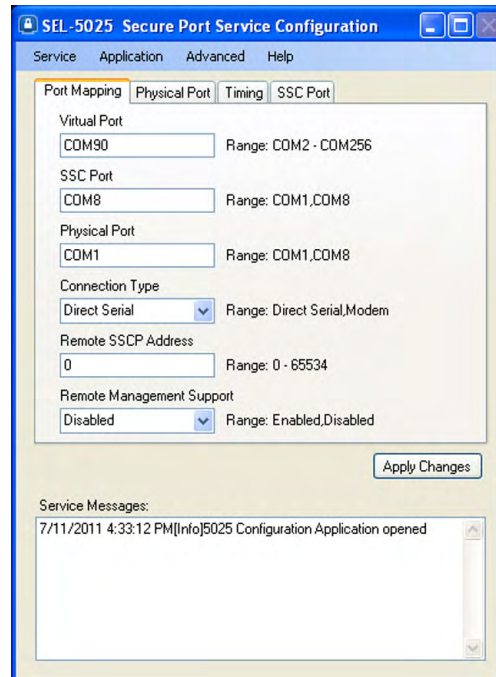 SEL-5025 Secure Port Service Configuration
Service Application Advanced Help
Port Mapping Physical Port Timing SSC Port
Virtual Port
COM90 Range: COM2 - COM256
SSC Port
COM8 Range: COM1,COM8
Physical Port
COM1 Range: COM1,COM8
Connection Type
Direct Serial Range: Direct Serial,Modem
Remote SSCP Address
0 Range: 0 - 65534
Remote Management Support
Disabled Range: Enabled,Disabled
Apply Changes
Service Messages:
7/11/2011 4:33:12 PM[Info]5025 Configuration Application opened